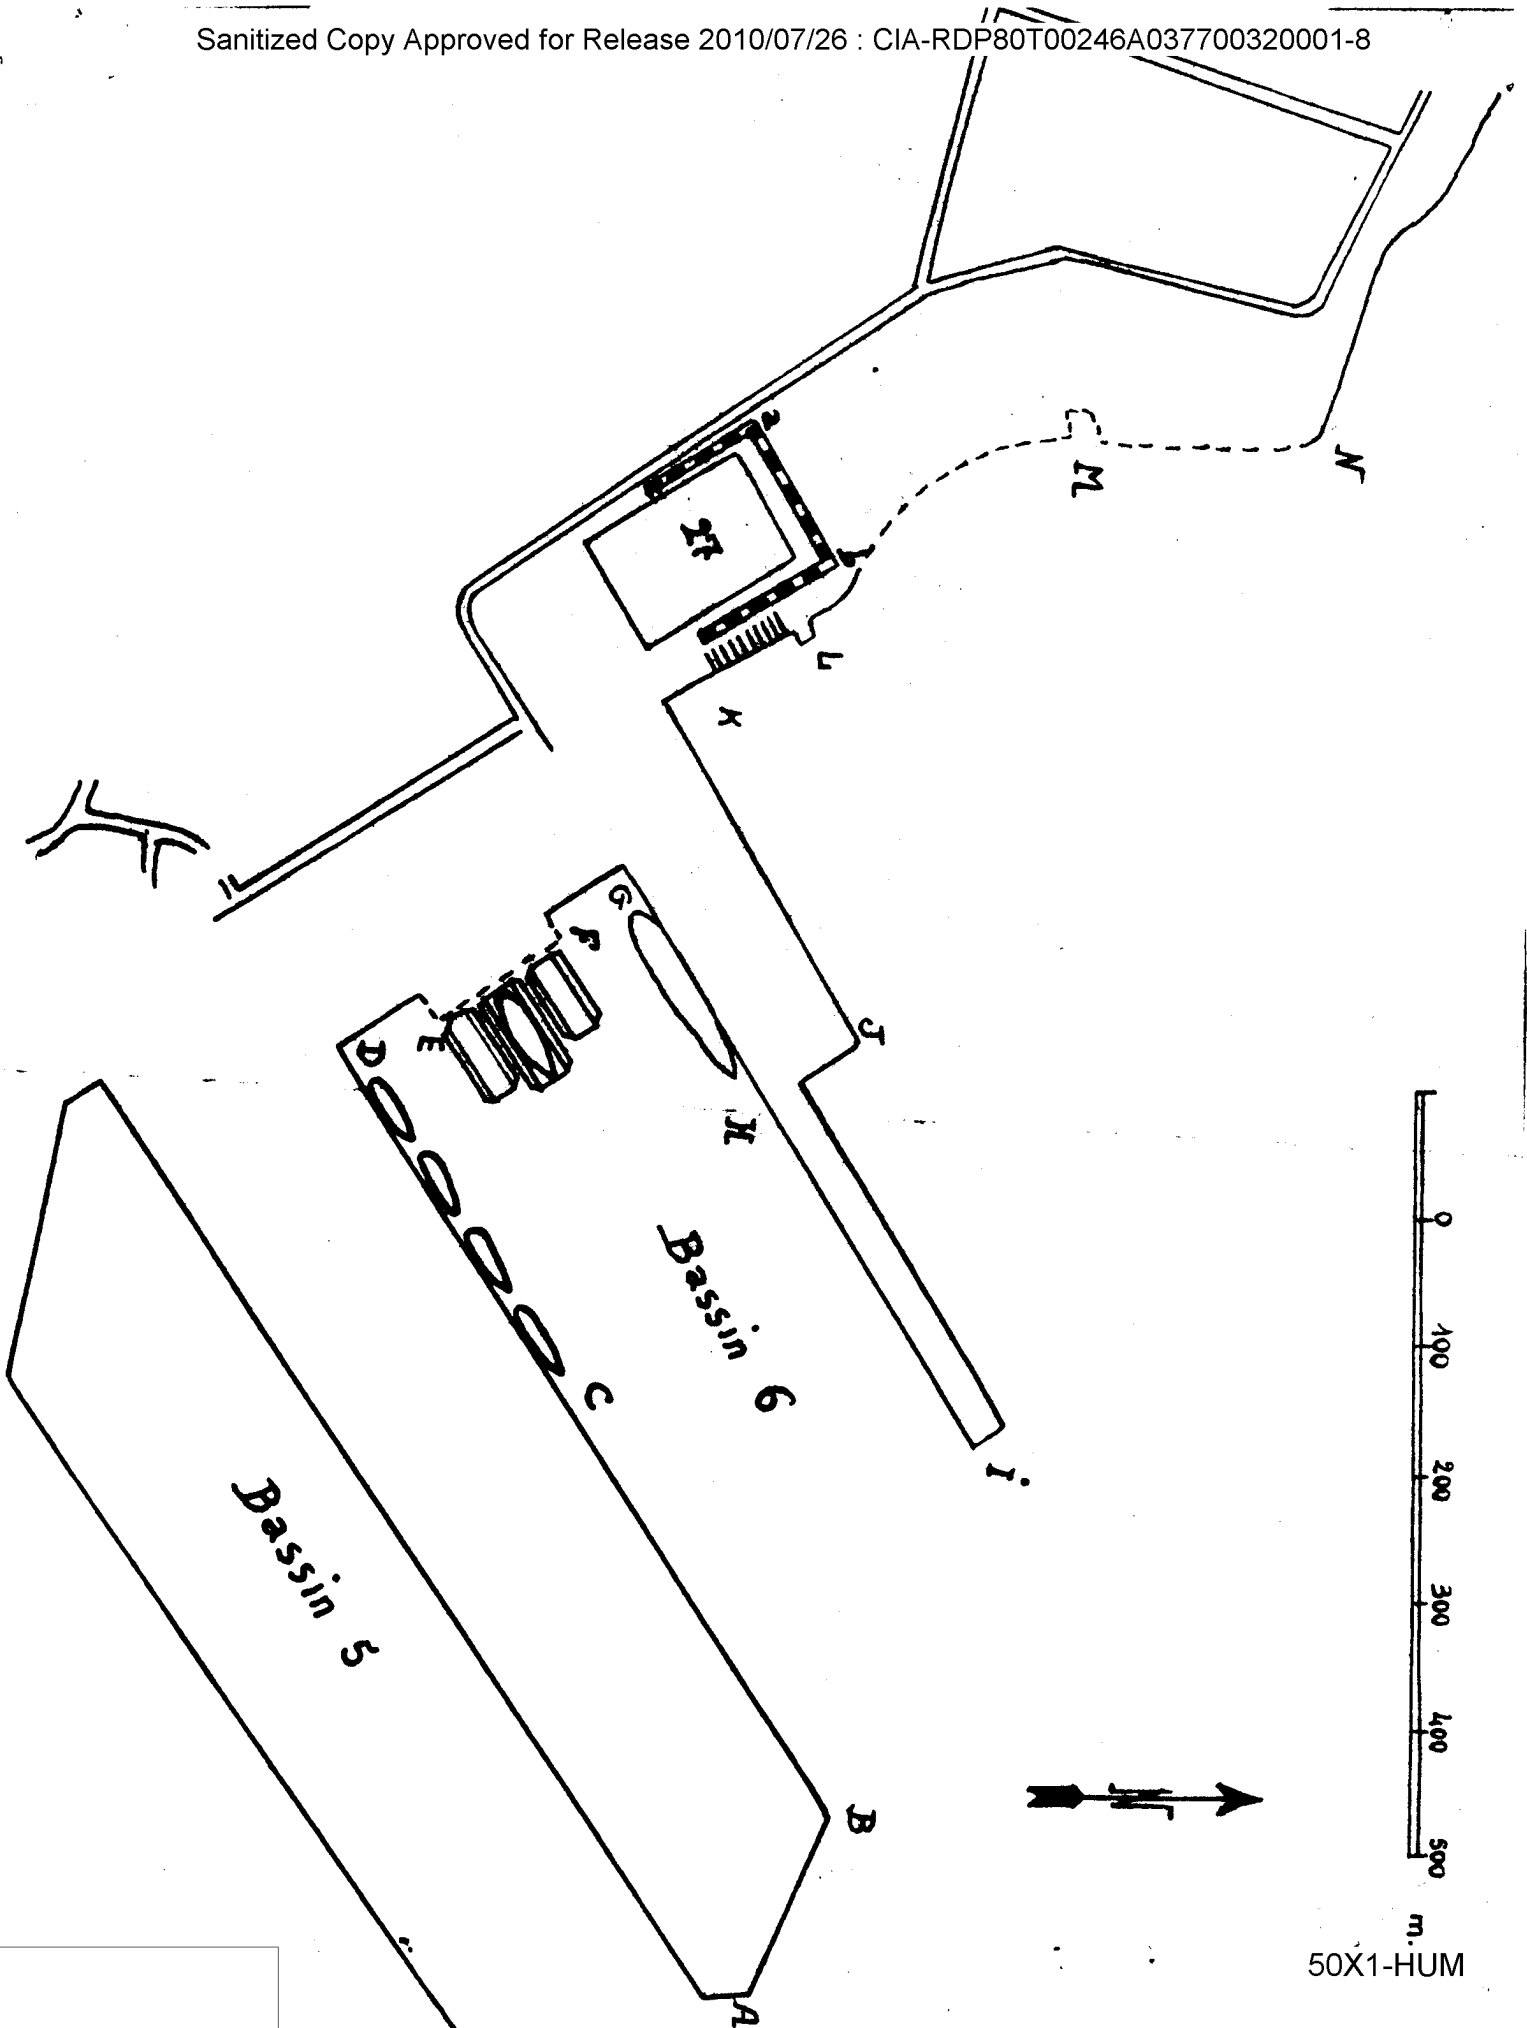 Sanitized Copy Approved for Release 2010/07/26 : CIA-RDP80T00246A037700320001-8
N
M
a
27
b
L
K
G
F
J
E
D
H
0
Bassin 6
100
C
i
200
Bassin 5
300
400
N
B
500
m.
50X1-HUM
A